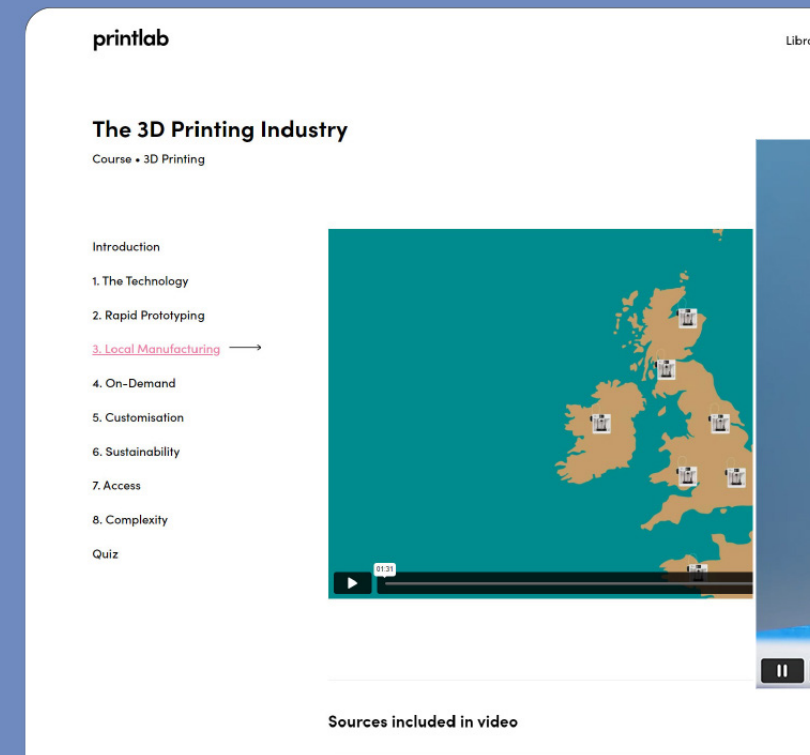 printlab
Libr
The 3D Printing Industry
Course • 3D Printing
Introduction
1. The Technology
2. Rapid Prototyping
3. Local Manufacturing
4. On-Demand
5. Customisation
6. Sustainability
7. Access
8. Complexity
Quiz
01:31
Sources included in video